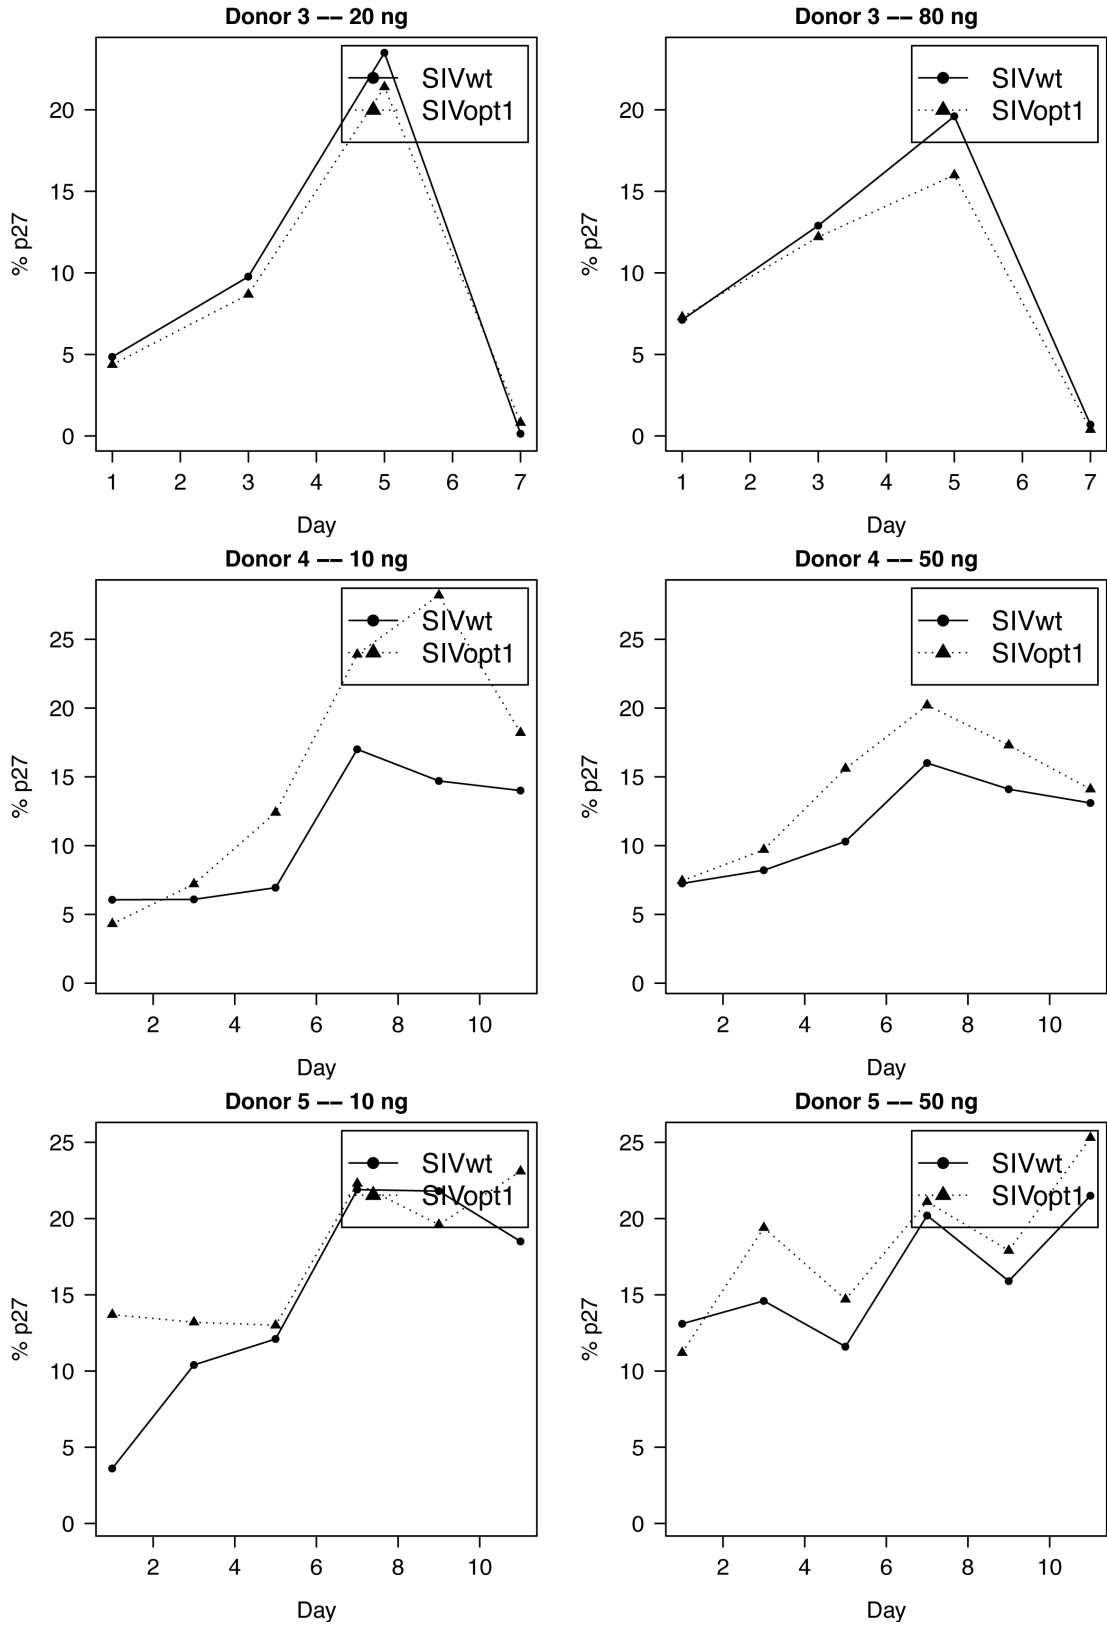 Donor 3 −− 20 ng
SIVwt
SIVopt1
20
15
10
5
0
% p27
1 2 3 4 5 6 7
Day
Donor 3 −− 80 ng
SIVwt
SIVopt1
20
15
10
5
0
% p27
1 2 3 4 5 6 7
Day
Donor 4 −− 10 ng
SIVwt
SIVopt1
25
20
15
10
5
0
% p27
2 4 6 8 10
Day
Donor 4 −− 50 ng
SIVwt
SIVopt1
25
20
15
10
5
0
% p27
2 4 6 8 10
Day
Donor 5 −− 10 ng
SIVwt
SIVopt1
25
20
15
10
5
0
% p27
2 4 6 8 10
Day
Donor 5 −− 50 ng
SIVwt
SIVopt1
25
20
15
10
5
0
% p27
2 4 6 8 10
Day